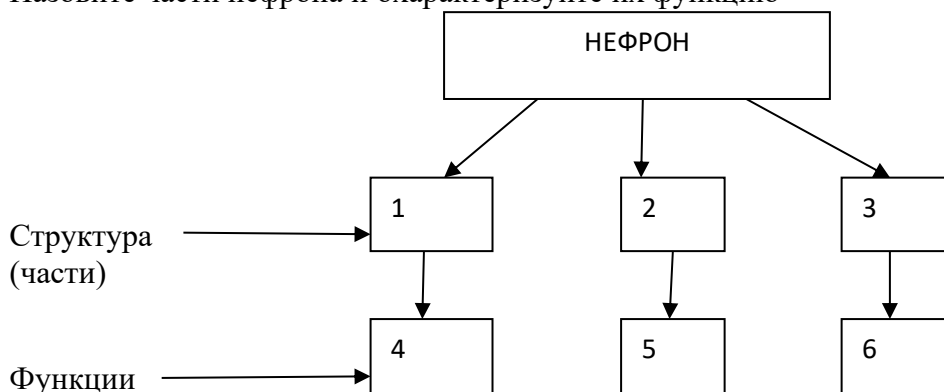 Назовите части нефрона и охарактеризуйте их функцию
НЕФРОН
1
2
3
Структура
(части)
4
5
6
Функции